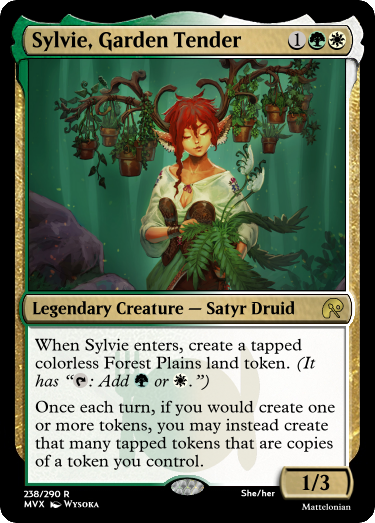 Sylvie, Garden Tender 1
Legendary Creature — Satyr Druid
When Sylvie enters, create a tapped
colorless Forest Plains land token. (It
has “: Add or .”)
Once each turn, if you would create one
or more tokens, you may instead create
that many tapped tokens that are copies
of a token you control.
1/3
238/290 R She/her
MVX Wysoka Mattelonian